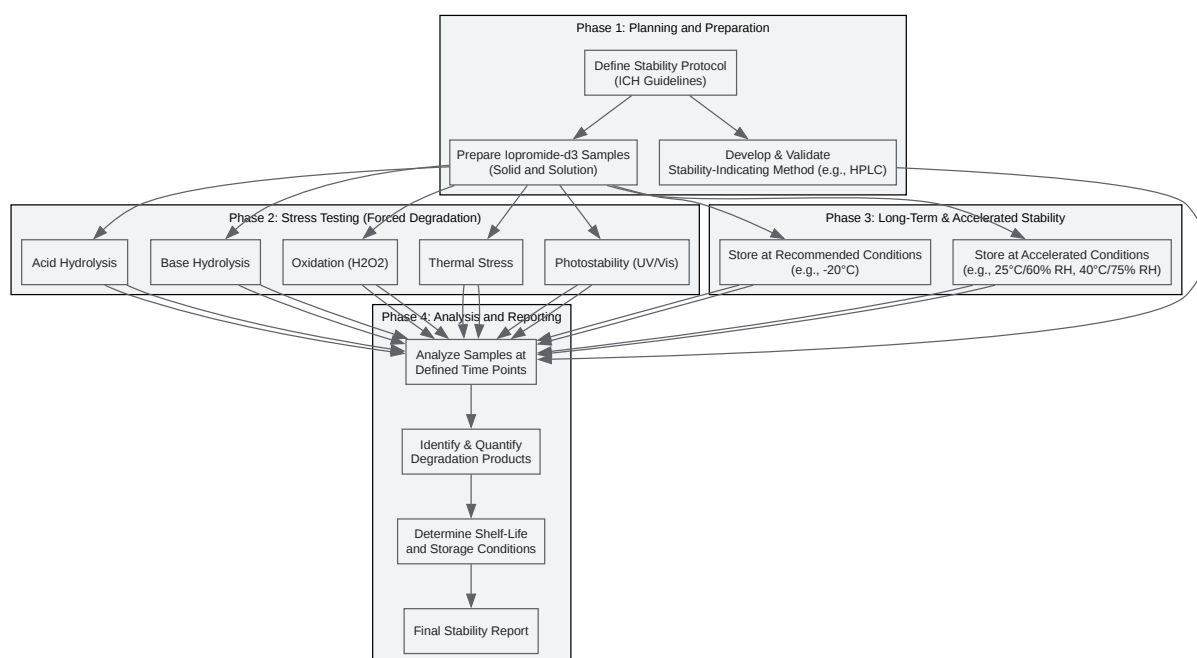 Phase 1: Planning and Preparation
Define Stability Protocol
(ICH Guidelines)
Prepare Iopromide-d3 Samples
(Solid and Solution)
Develop & Validate
Stability-Indicating Method (e.g., HPLC)
Phase 2: Stress Testing (Forced Degradation)
Acid Hydrolysis
Base Hydrolysis
Oxidation (H2O2)
Thermal Stress
Photostability (UV/Vis)
Phase 3: Long-Term & Accelerated Stability
Store at Recommended Conditions
(e.g., -20°C)
Store at Accelerated Conditions
(e.g., 25°C/60% RH, 40°C/75% RH)
Phase 4: Analysis and Reporting
Analyze Samples at
Defined Time Points
Identify & Quantify
Degradation Products
Determine Shelf-Life
and Storage Conditions
Final Stability Report